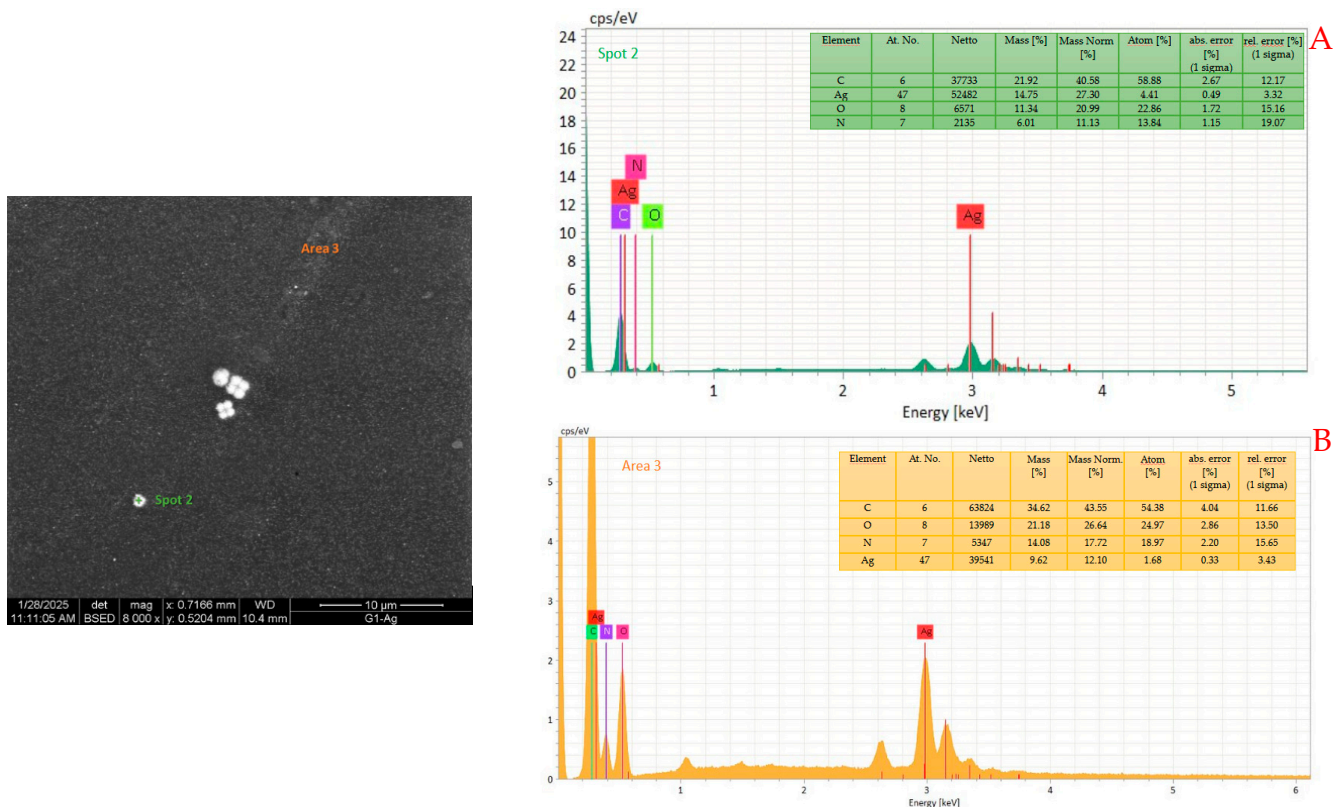 Area 3
Spot 2
1/28/2025 det mag x: 0.7166 mm WD 10 µm
11:11:05 AM BSED 8 000 x y: 0.5204 mm 10.4 mm G1-Ag
A
cps/eV
Spot 2
Element At. No. Netto Mass [%] Mass Norm [%] Atom [%] abs. error [%] (1 sigma) rel. error [%] (1 sigma)
C 6 37733 21.92 40.58 58.88 2.67 12.17
Ag 47 52482 14.75 27.30 4.41 0.49 3.32
O 8 6571 11.34 20.99 22.86 1.72 15.16
N 7 2135 6.01 11.13 13.84 1.15 19.07
24
22
20
18
16
14
12
10
8
6
4
2
0
N
Ag
C O Ag
1 2 3 4 5
Energy [keV]
B
cps/eV
Area 3
Element At. No. Netto Mass [%] Mass Norm. [%] Atom [%] abs. error [%] (1 sigma) rel. error [%] (1 sigma)
C 6 63824 34.62 43.55 54.38 4.04 11.66
O 8 13989 21.18 26.64 24.97 2.86 13.50
N 7 5347 14.08 17.72 18.97 2.20 15.65
Ag 47 39541 9.62 12.10 1.68 0.33 3.43
5
4
3
2
1
0
Ag
C N O Ag
1 2 3 4 5 6
Energy [keV]